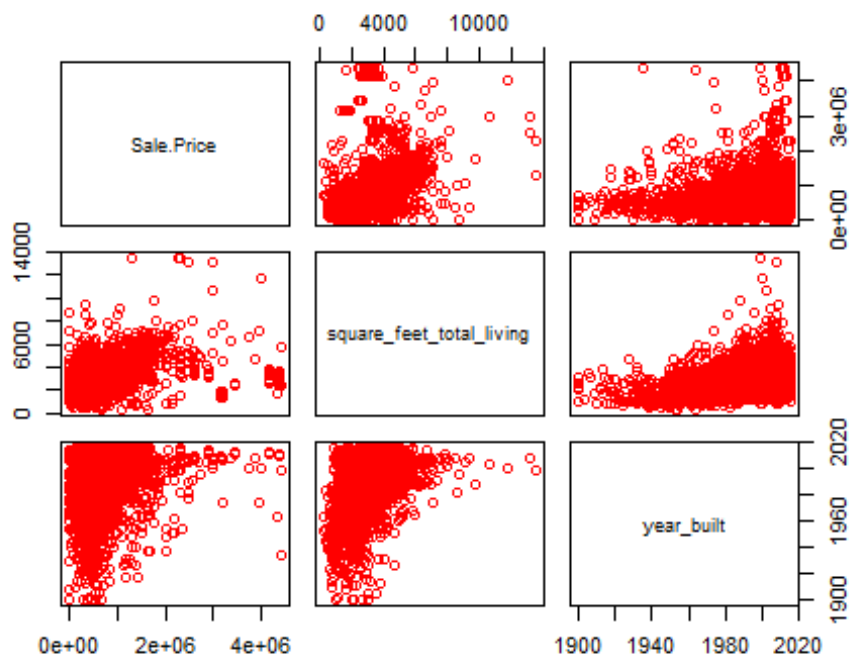 0 4000 10000
Sale.Price
0e+00 3e+06
0 6000 14000
square_feet_total_living
year_built
1900 1960 2020
0e+00 2e+06 4e+06
1900 1940 1980 2020